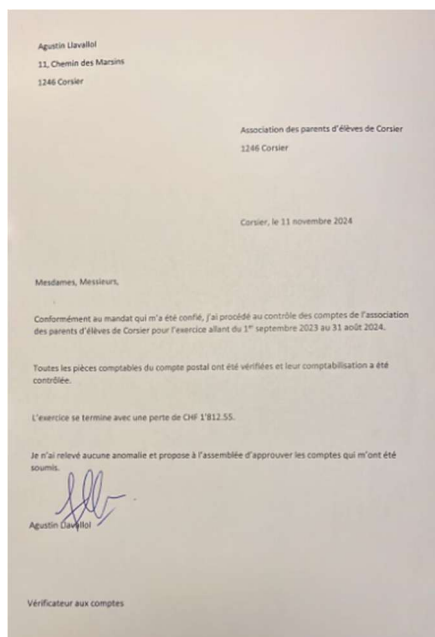 Agustin Llavallol
11, Chemin des Marsins
1246 Corsier
Association des parents d'élèves de Corsier
1246 Corsier
Corsier, le 11 novembre 2024
Mesdames, Messieurs,
Conformément au mandat qui m'a été confié, j'ai procédé au contrôle des comptes de l'association
des parents d'élèves de Corsier pour l'exercice allant du 1er septembre 2023 au 31 août 2024.
Toutes les pièces comptables du compte postal ont été vérifiées et leur comptabilisation a été
contrôlée.
L'exercice se termine avec une perte de CHF 1'812.55.
Je n'ai relevé aucune anomalie et propose à l'assemblée d'approuver les comptes qui m'ont été
soumis.
Agustin Llavallol
Vérificateur aux comptes